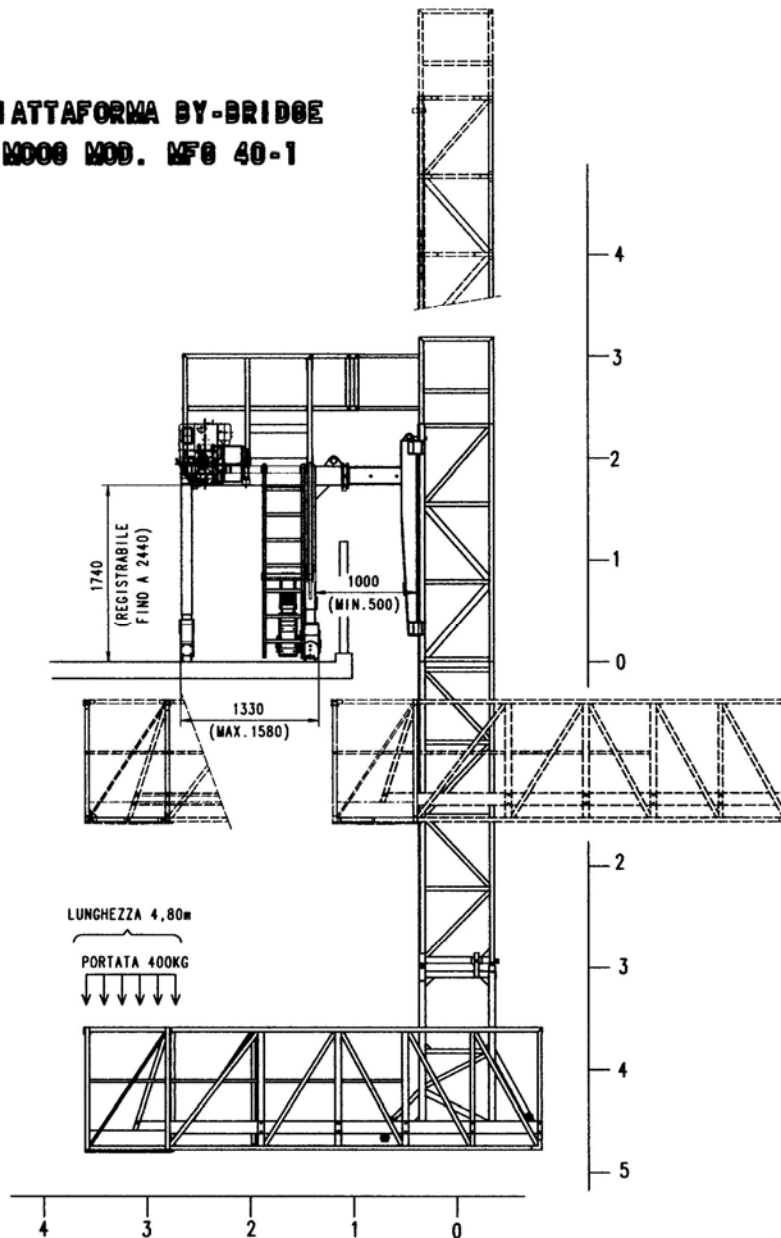 IATTAFORMA BY-BRIDGE
MOOG MOD. MFG 40-1
4
3
2
1
0
1740
(REGISTRABILE
FINO A 2440)
1000
(MIN.500)
1330
(MAX.1580)
2
3
4
5
LUNGHEZZA 4,80m
PORTATA 400KG
4
3
2
1
0